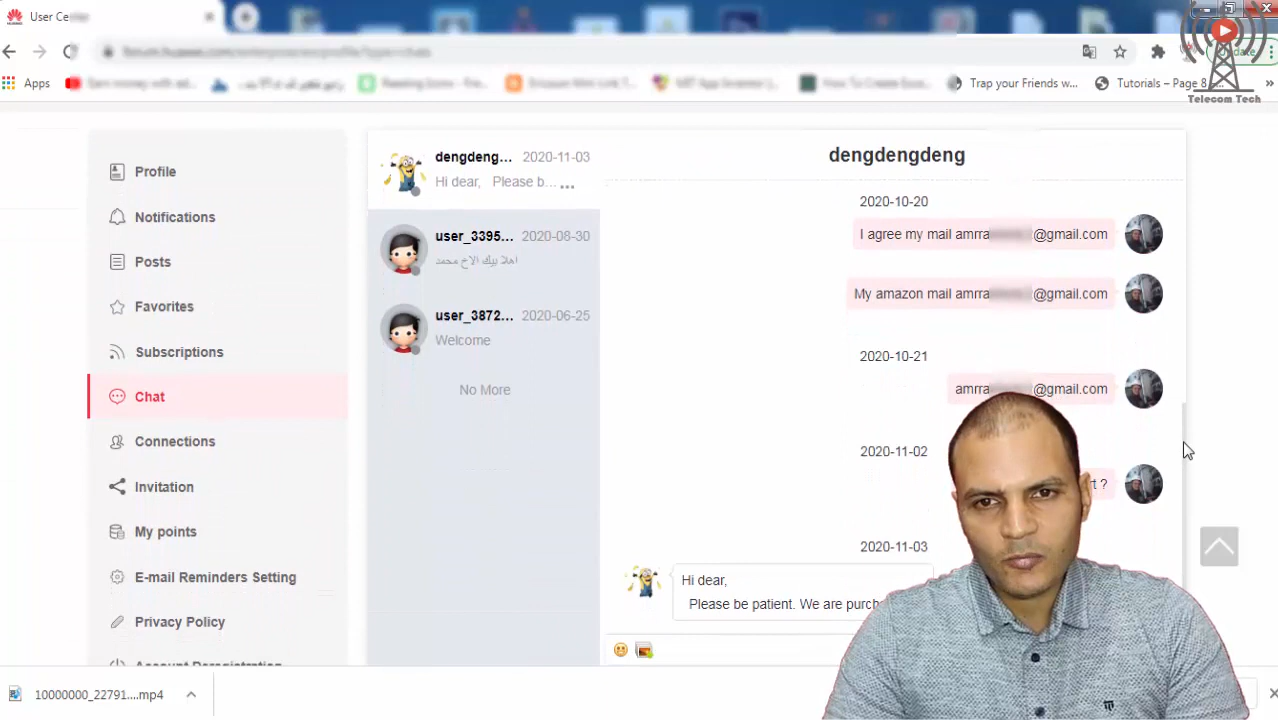 User Ce
Telecom Tech
Apps
Trap your Friends w...
Tutorials – Page 8
»
Profile
Notifications
Posts
Favorites
Subscriptions
Chat
Connections
Invitation
My points
E-mail Reminders Setting
Privacy Policy
dengdeng... 2020-11-03
Hi dear, Please b... ...
user_3395... 2020-08-30
اهلا بيك الاخ محمد
user_3872... 2020-06-25
Welcome
No More
dengdengdeng
2020-10-20
I agree my mail amrra @gmail.com
My amazon mail amrra @gmail.com
2020-10-21
amrra @gmail.com
2020-11-02
rt ?
2020-11-03
Hi dear,
Please be patient. We are purch
10000000_22791....mp4